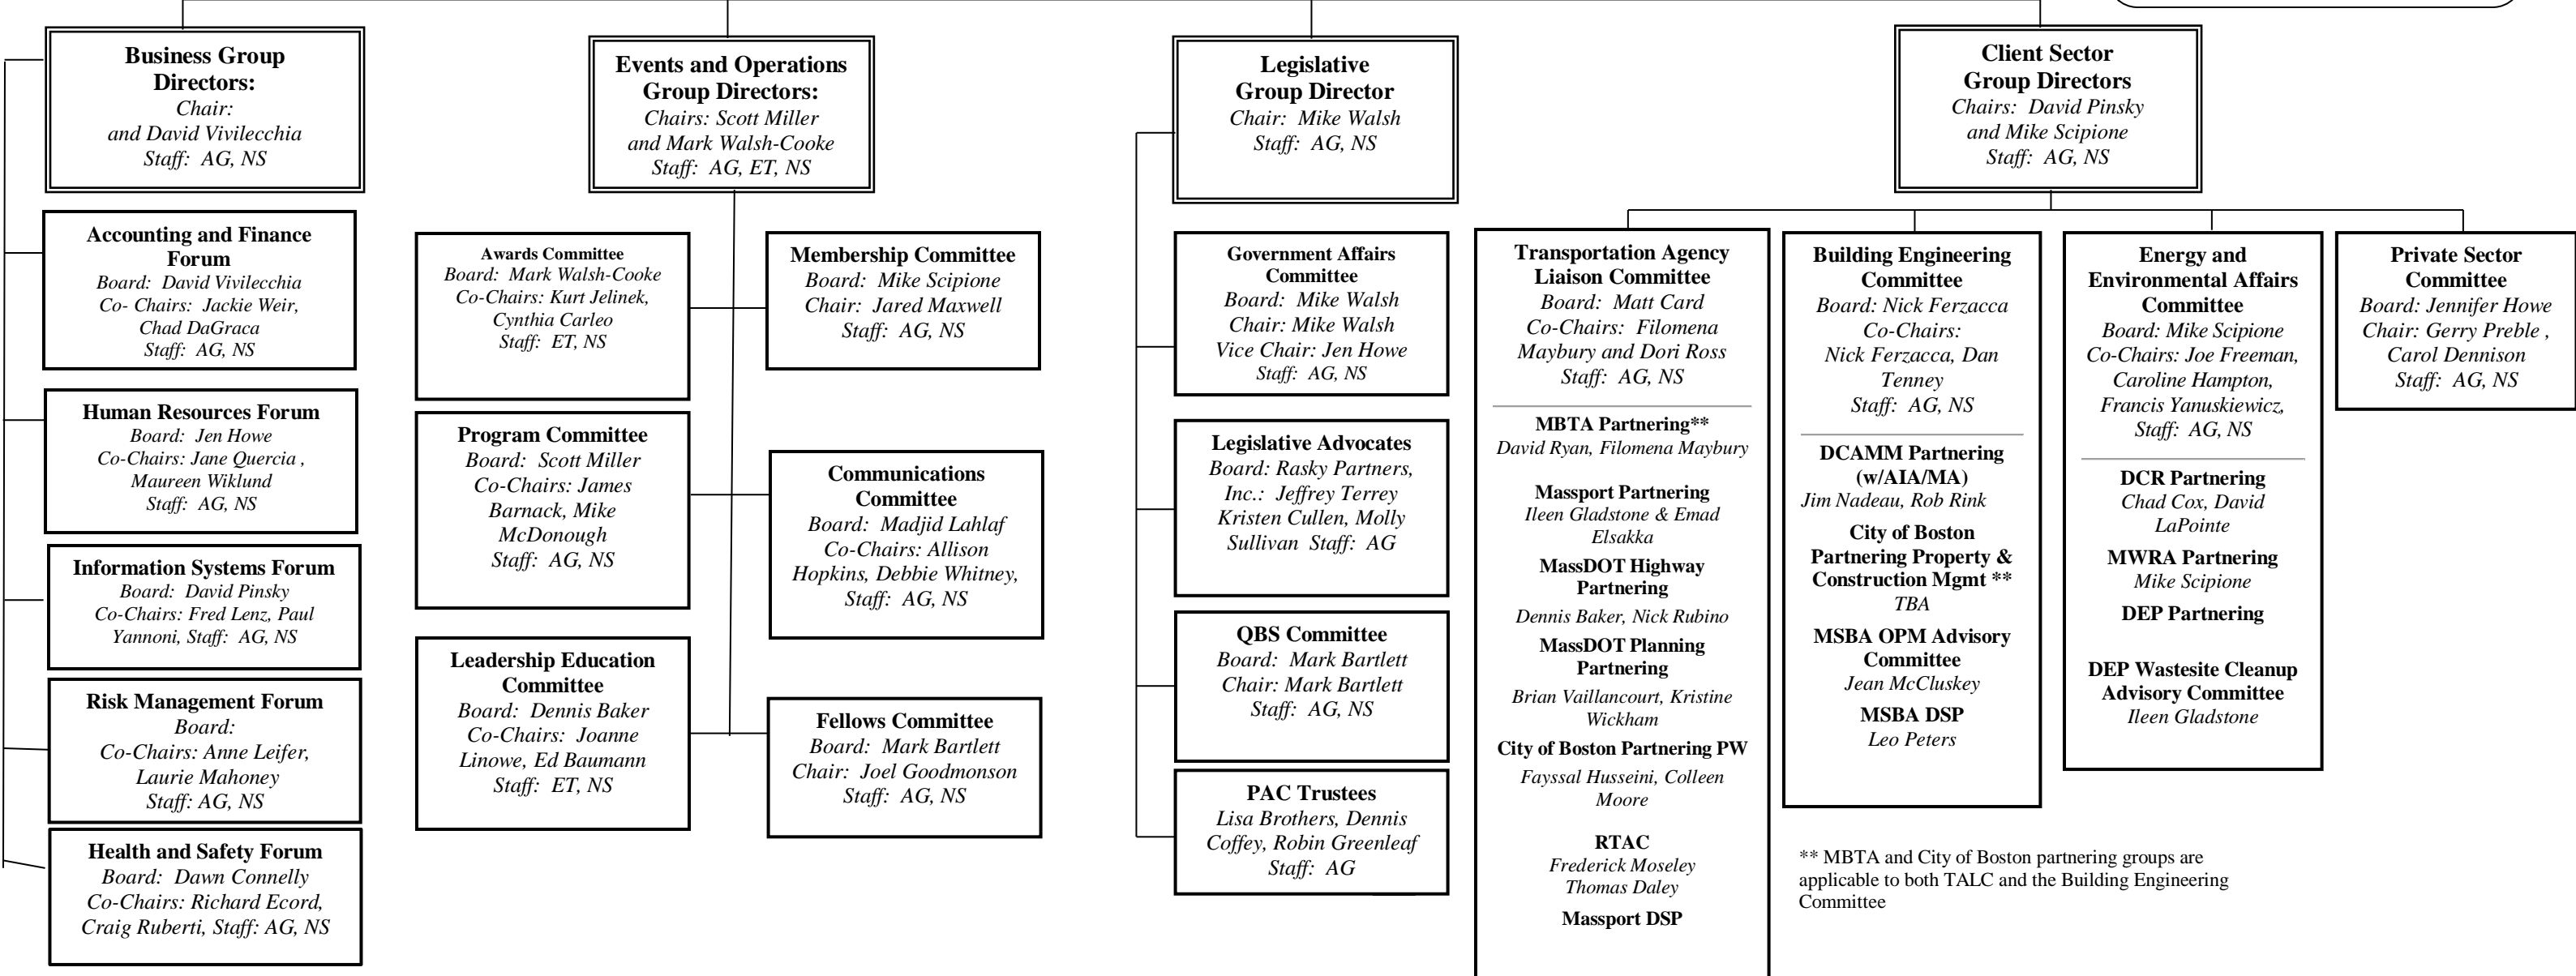 Business Group
Directors:
Chair:
and David Vivilecchia
Staff: AG, NS
Accounting and Finance
Forum
Board: David Vivilecchia
Co- Chairs: Jackie Weir,
Chad DaGraca
Staff: AG, NS
Human Resources Forum
Board: Jen Howe
Co-Chairs: Jane Quercia ,
Maureen Wiklund
Staff: AG, NS
Information Systems Forum
Board: David Pinsky
Co-Chairs: Fred Lenz, Paul
Yannoni, Staff: AG, NS
Risk Management Forum
Board:
Co-Chairs: Anne Leifer,
Laurie Mahoney
Staff: AG, NS
Health and Safety Forum
Board: Dawn Connelly
Co-Chairs: Richard Ecord,
Craig Ruberti, Staff: AG, NS
Events and Operations
Group Directors:
Chairs: Scott Miller
and Mark Walsh-Cooke
Staff: AG, ET, NS
Awards Committee
Board: Mark Walsh-Cooke
Co-Chairs: Kurt Jelinek,
Cynthia Carleo
Staff: ET, NS
Membership Committee
Board: Mike Scipione
Chair: Jared Maxwell
Staff: AG, NS
Program Committee
Board: Scott Miller
Co-Chairs: James
Barnack, Mike
McDonough
Staff: AG, NS
Communications
Committee
Board: Madjid Lahlaf
Co-Chairs: Allison
Hopkins, Debbie Whitney,
Staff: AG, NS
Leadership Education
Committee
Board: Dennis Baker
Co-Chairs: Joanne
Linowe, Ed Baumann
Staff: ET, NS
Fellows Committee
Board: Mark Bartlett
Chair: Joel Goodmonson
Staff: AG, NS
Legislative
Group Director
Chair: Mike Walsh
Staff: AG, NS
Government Affairs
Committee
Board: Mike Walsh
Chair: Mike Walsh
Vice Chair: Jen Howe
Staff: AG, NS
Legislative Advocates
Board: Rasky Partners,
Inc.: Jeffrey Terrey
Kristen Cullen, Molly
Sullivan Staff: AG
QBS Committee
Board: Mark Bartlett
Chair: Mark Bartlett
Staff: AG, NS
PAC Trustees
Lisa Brothers, Dennis
Coffey, Robin Greenleaf
Staff: AG
Client Sector
Group Directors
Chairs: David Pinsky
and Mike Scipione
Staff: AG, NS
Transportation Agency
Liaison Committee
Board: Matt Card
Co-Chairs: Filomena
Maybury and Dori Ross
Staff: AG, NS
MBTA Partnering**
David Ryan, Filomena Maybury
Massport Partnering
Ileen Gladstone & Emad
Elsakka
MassDOT Highway
Partnering
Dennis Baker, Nick Rubino
MassDOT Planning
Partnering
Brian Vaillancourt, Kristine
Wickham
City of Boston Partnering PW
Fayssal Husseini, Colleen
Moore
RTAC
Frederick Moseley
Thomas Daley
Massport DSP
Building Engineering
Committee
Board: Nick Ferzacca
Co-Chairs:
Nick Ferzacca, Dan
Tenney
Staff: AG, NS
DCAMM Partnering
(w/AIA/MA)
Jim Nadeau, Rob Rink
City of Boston
Partnering Property &
Construction Mgmt **
TBA
MSBA OPM Advisory
Committee
Jean McCluskey
MSBA DSP
Leo Peters
Energy and
Environmental Affairs
Committee
Board: Mike Scipione
Co-Chairs: Joe Freeman,
Caroline Hampton,
Francis Yanuskiewicz,
Staff: AG, NS
DCR Partnering
Chad Cox, David
LaPointe
MWRA Partnering
Mike Scipione
DEP Partnering
DEP Wastesite Cleanup
Advisory Committee
Ileen Gladstone
Private Sector
Committee
Board: Jennifer Howe
Chair: Gerry Preble ,
Carol Dennison
Staff: AG, NS
** MBTA and City of Boston partnering groups are
applicable to both TALC and the Building Engineering
Committee